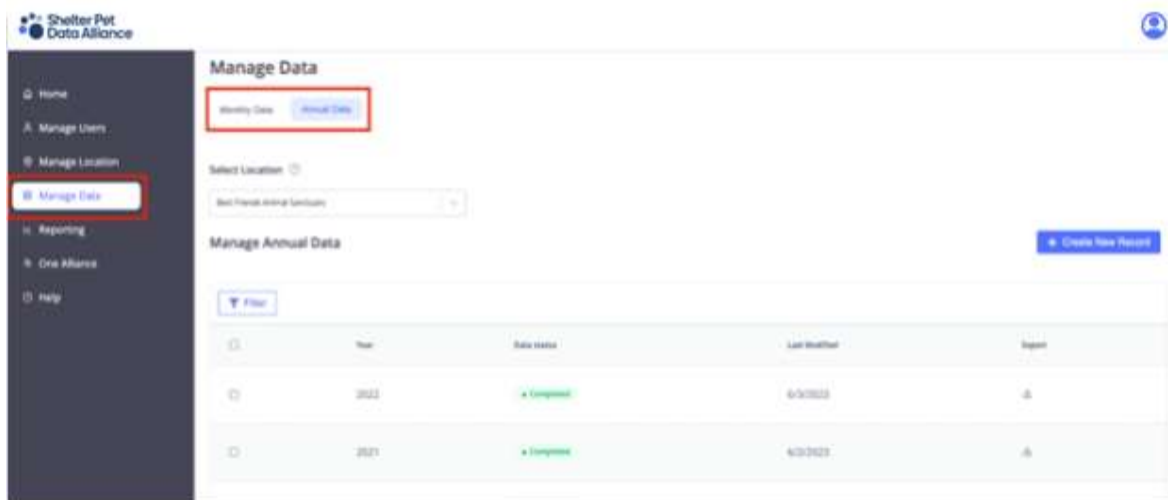 Shelter Pet
Data Alliance
Manage Data
Home
Manage Users
Manage Location
Manage Data
Reporting
One Alliance
Help
Monthly Data
Annual Data
Select Location
Best Friends Animal Sanctuary
Manage Annual Data
+ Create New Record
Filter
Year
Data status
Last Modified
Export
2022
Completed
2021
Completed